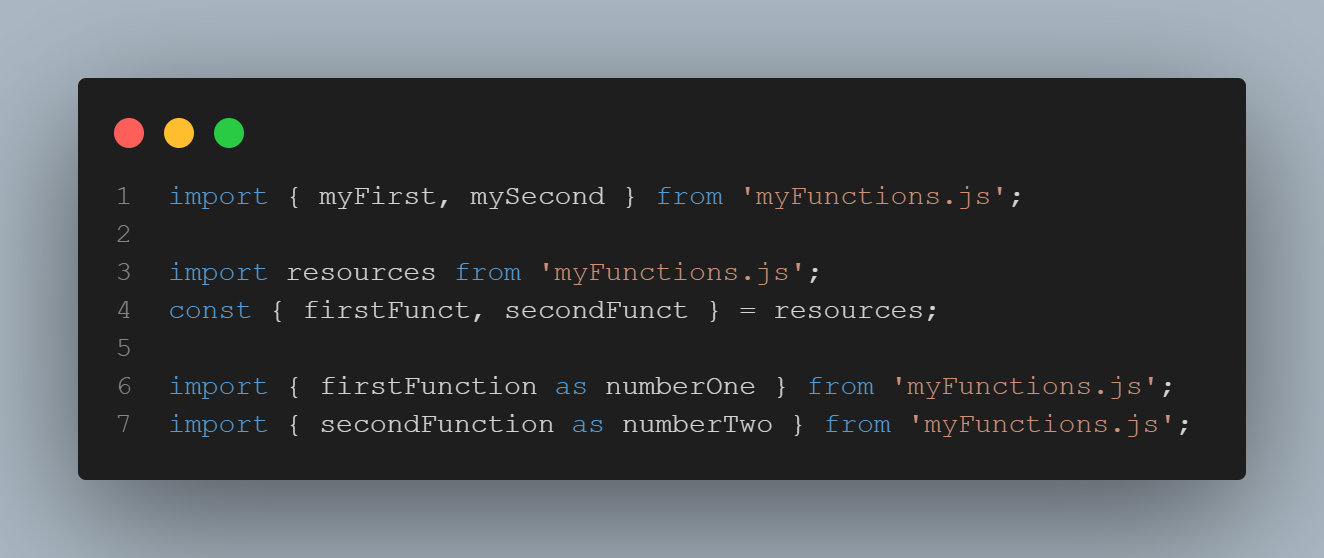 1 import { myFirst, mySecond } from 'myFunctions.js';
2
3 import resources from 'myFunctions.js';
4 const { firstFunct, secondFunct } = resources;
5
6 import { firstFunction as numberOne } from 'myFunctions.js';
7 import { secondFunction as numberTwo } from 'myFunctions.js';